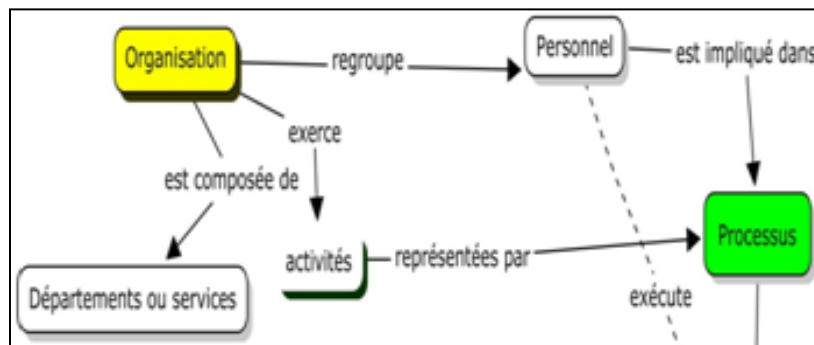 Organisation
regroupe
Personnel
est impliqué dans
exerce
est composée de
activités
représentées par
Processus
Départements ou services
exécute